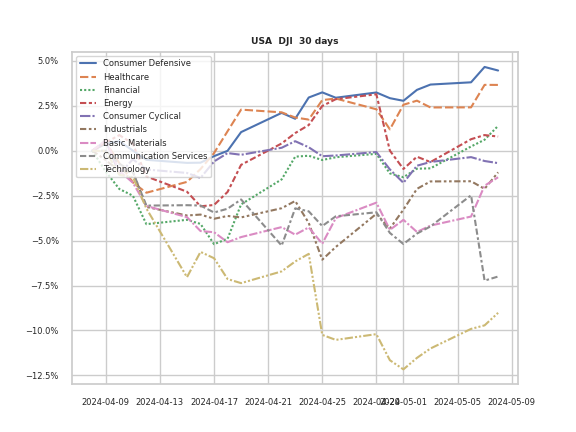 USA DJI 30 days
5.0%
2.5%
0.0%
−2.5%
−5.0%
−7.5%
−10.0%
−12.5%
Consumer Defensive
Healthcare
Financial
Energy
Consumer Cyclical
Industrials
Basic Materials
Communication Services
Technology
2024-04-09 2024-04-13 2024-04-17 2024-04-21 2024-04-25 2024-04-29 2024-05-01 2024-05-05 2024-05-09